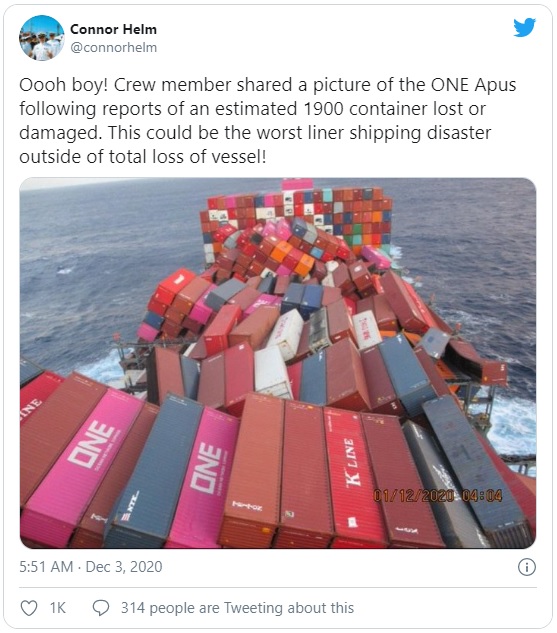 Connor Helm
@connorhelm
Oooh boy! Crew member shared a picture of the ONE Apus
following reports of an estimated 1900 container lost or
damaged. This could be the worst liner shipping disaster
outside of total loss of vessel!
ONE
ONE
ONE
K LINE
01/12/2020 04:04
5:51 AM · Dec 3, 2020
1K
314 people are Tweeting about this